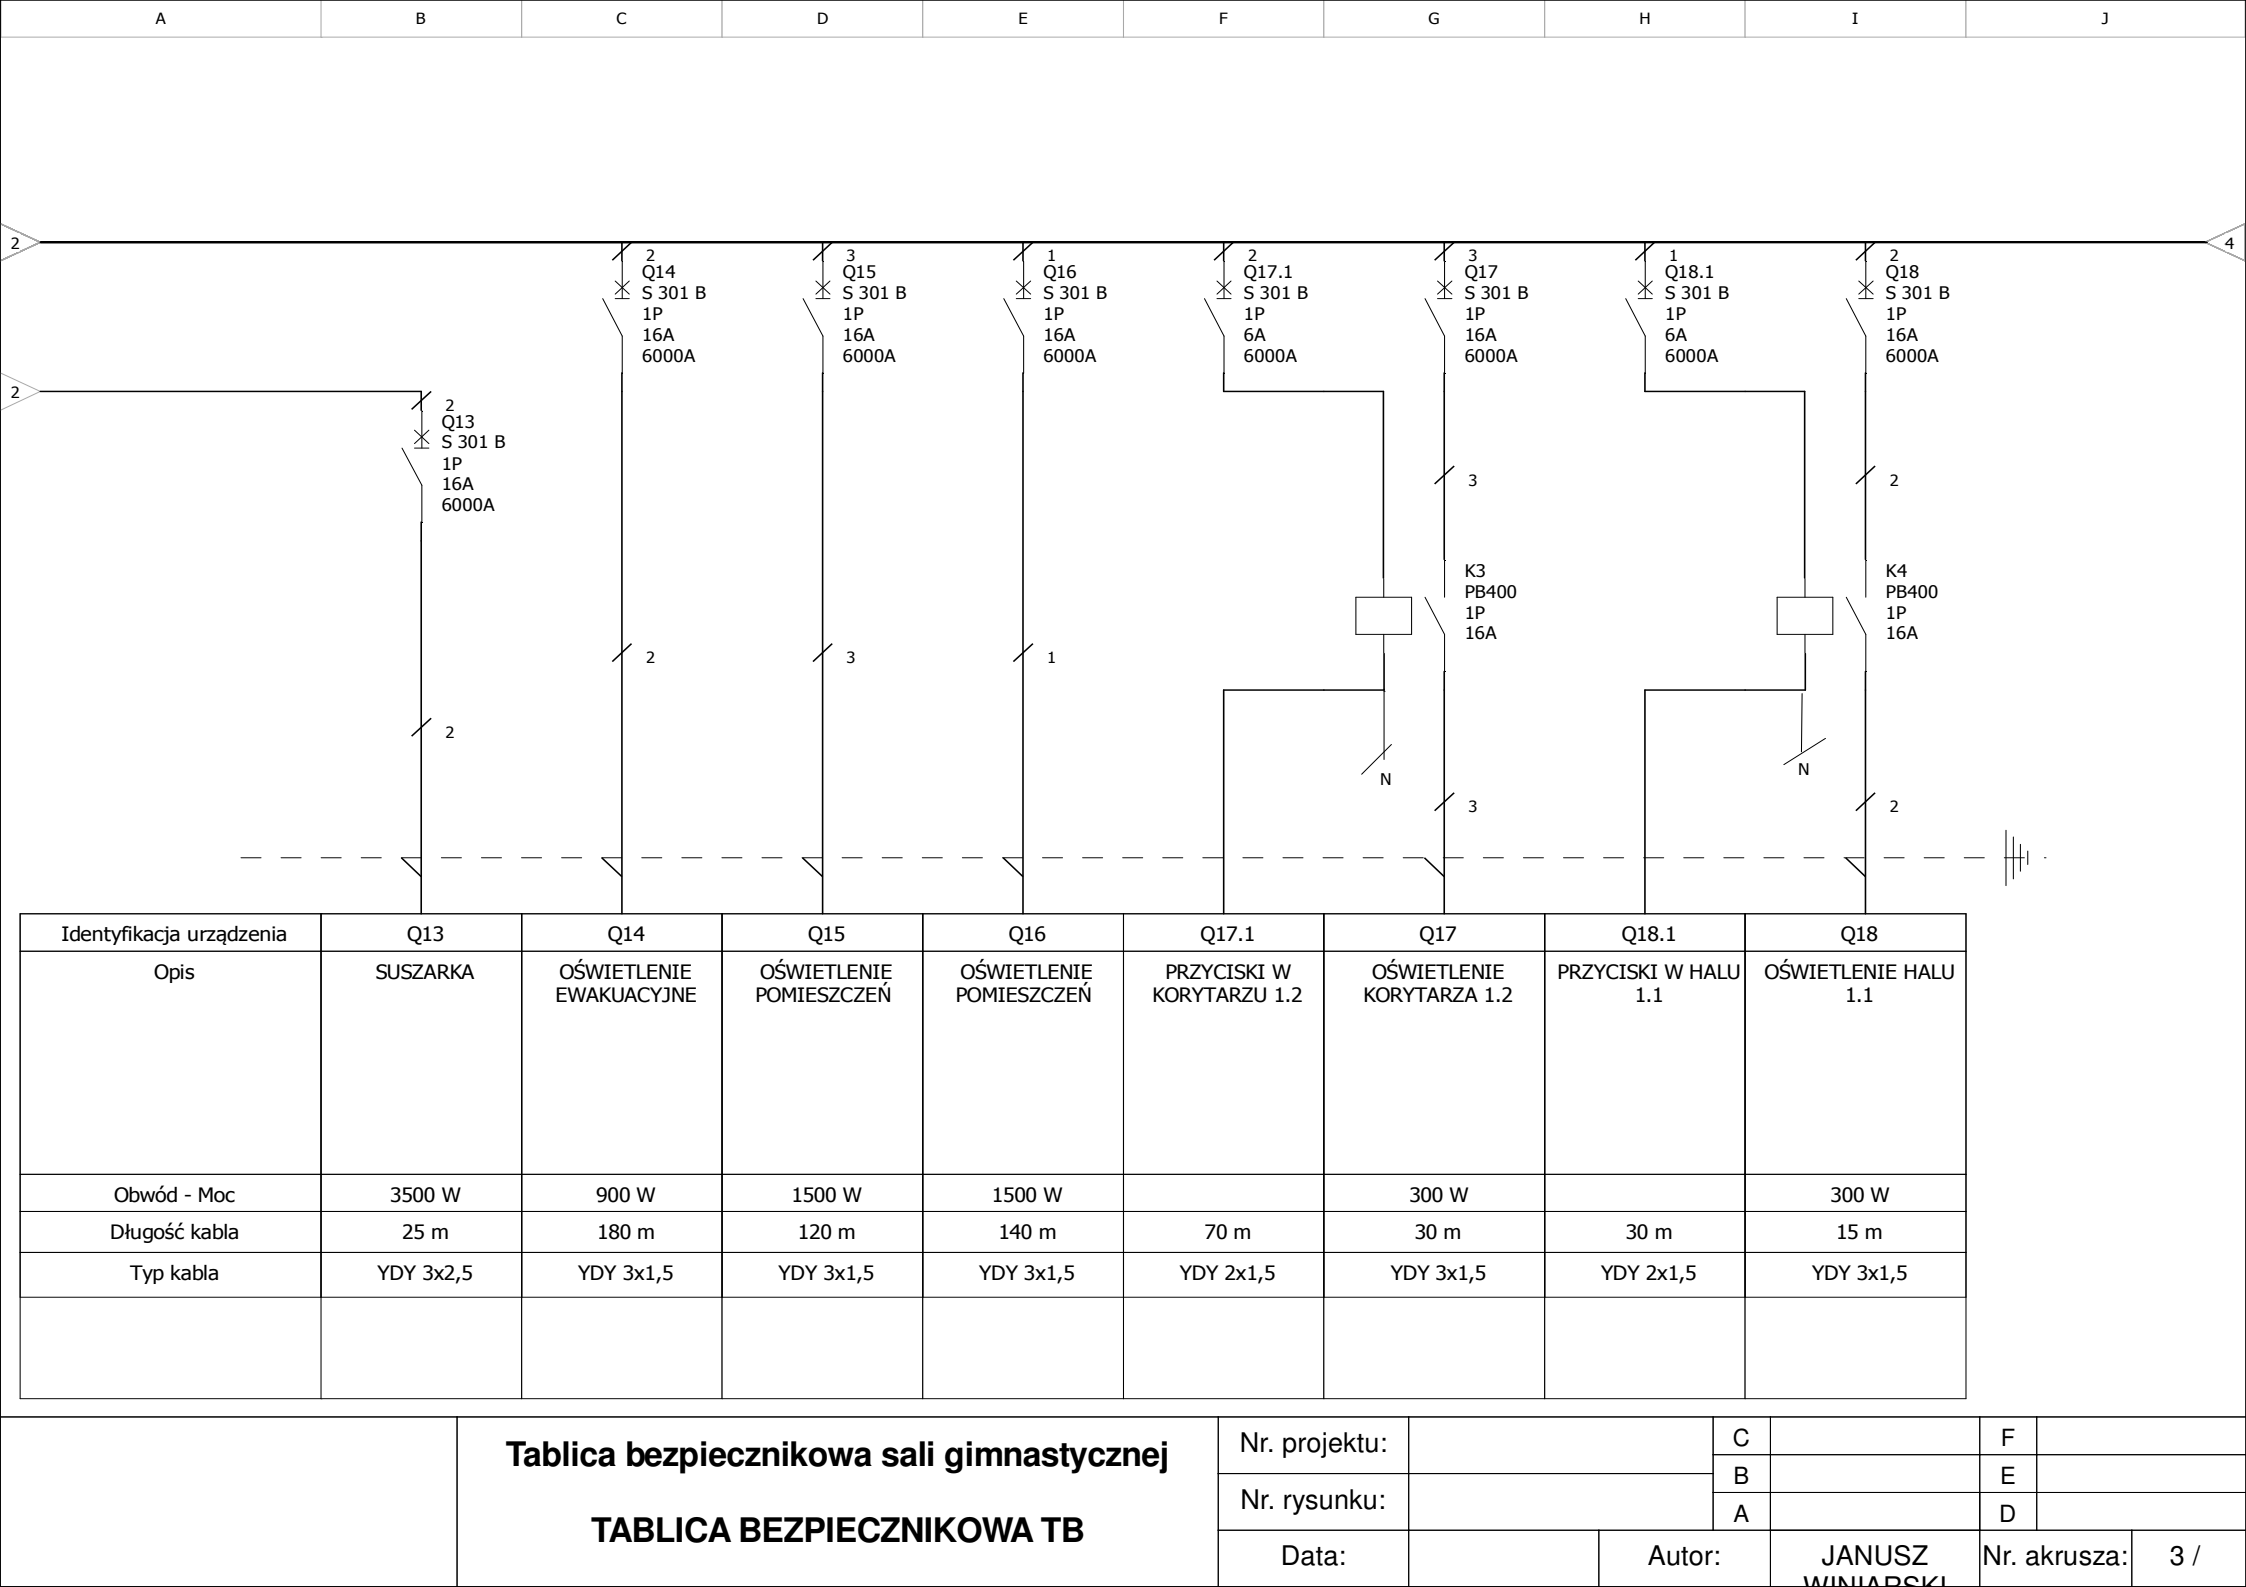 A B C D E F G H I J
2
4
2 3 1 2 3 1 2
Q14 Q15 Q16 Q17.1 Q17 Q18.1 Q18
S 301 B S 301 B S 301 B S 301 B S 301 B S 301 B S 301 B
1P 1P 1P 1P 1P 1P 1P
16A 16A 16A 6A 16A 6A 16A
6000A 6000A 6000A 6000A 6000A 6000A 6000A
2
2
Q13
S 301 B
1P
16A
6000A
3 2
K3 K4
PB400 PB400
1P 1P
16A 16A
2 3 1
2
N N
3 2
Identyfikacja urządzenia Q13 Q14 Q15 Q16 Q17.1 Q17 Q18.1 Q18
Opis SUSZARKA OŚWIETLENIE OŚWIETLENIE OŚWIETLENIE PRZYCISKI W OŚWIETLENIE PRZYCISKI W HALU OŚWIETLENIE HALU
EWAKUACYJNE POMIESZCZEŃ POMIESZCZEŃ KORYTARZU 1.2 KORYTARZA 1.2 1.1 1.1
Obwód - Moc 3500 W 900 W 1500 W 1500 W 300 W 300 W
Długość kabla 25 m 180 m 120 m 140 m 70 m 30 m 30 m 15 m
Typ kabla YDY 3x2,5 YDY 3x1,5 YDY 3x1,5 YDY 3x1,5 YDY 2x1,5 YDY 3x1,5 YDY 2x1,5 YDY 3x1,5
Tablica bezpiecznikowa sali gimnastycznej
TABLICA BEZPIECZNIKOWA TB
Nr. projektu: C F
B E
Nr. rysunku:
A D
Data: Autor: JANUSZ Nr. akrusza: 3 /
WINIARSKI